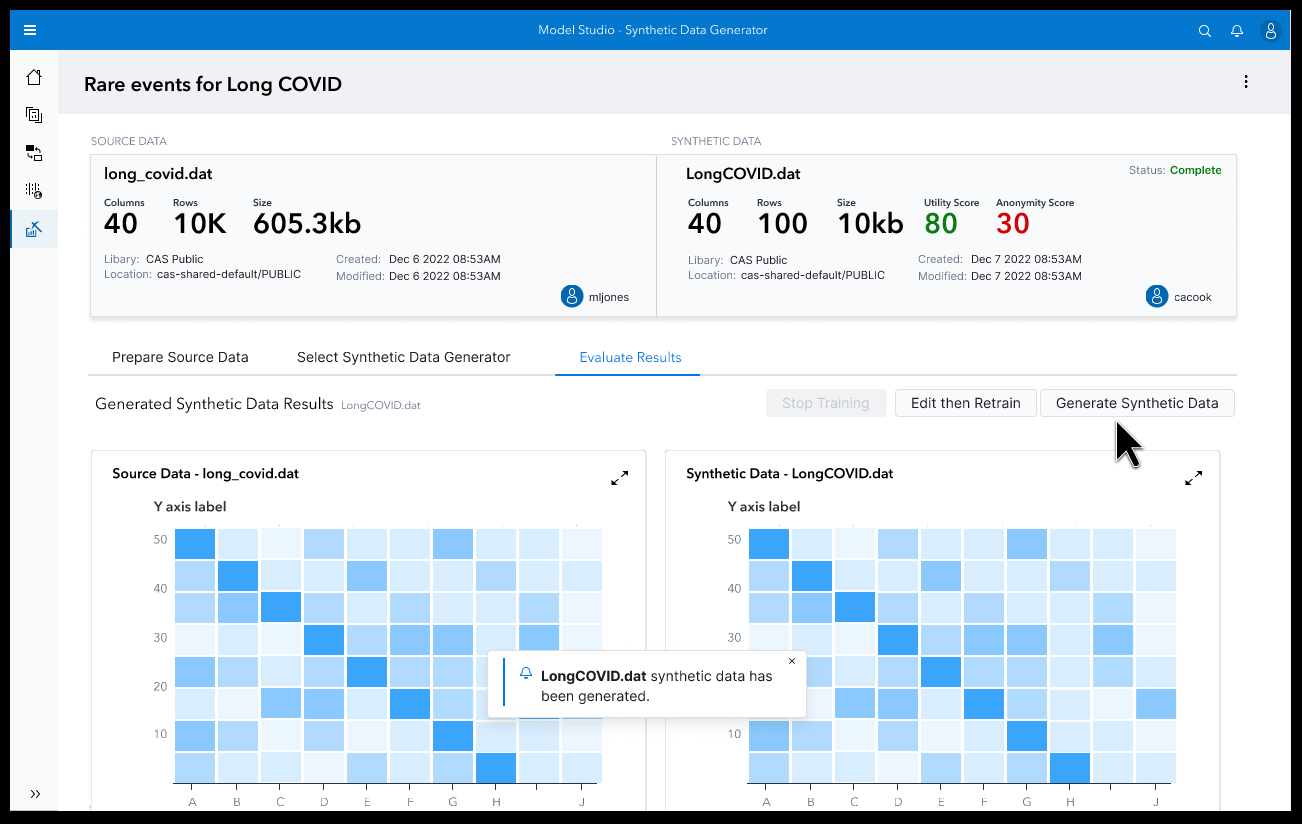 Model Studio - Synthetic Data Generator
Rare events for Long COVID
SOURCE DATA
long_covid.dat
Columns Rows Size
40 10K 605.3kb
Libary: CAS Public
Location: cas-shared-default/PUBLIC
Created: Dec 6 2022 08:53AM
Modified: Dec 6 2022 08:53AM
mljones
SYNTHETIC DATA
LongCOVID.dat
Status: Complete
Columns Rows Size Utility Score Anonymity Score
40 100 10kb 80 30
Libary: CAS Public
Location: cas-shared-default/PUBLIC
Created: Dec 7 2022 08:53AM
Modified: Dec 7 2022 08:53AM
cacook
Prepare Source Data Select Synthetic Data Generator Evaluate Results
Generated Synthetic Data Results LongCOVID.dat
Stop Training Edit then Retrain Generate Synthetic Data
Source Data - long_covid.dat
Y axis label
50
40
30
20
10
A B C D E F G H J
Synthetic Data - LongCOVID.dat
Y axis label
50
40
30
10
A B C D E F G H J
LongCOVID.dat synthetic data has
been generated.